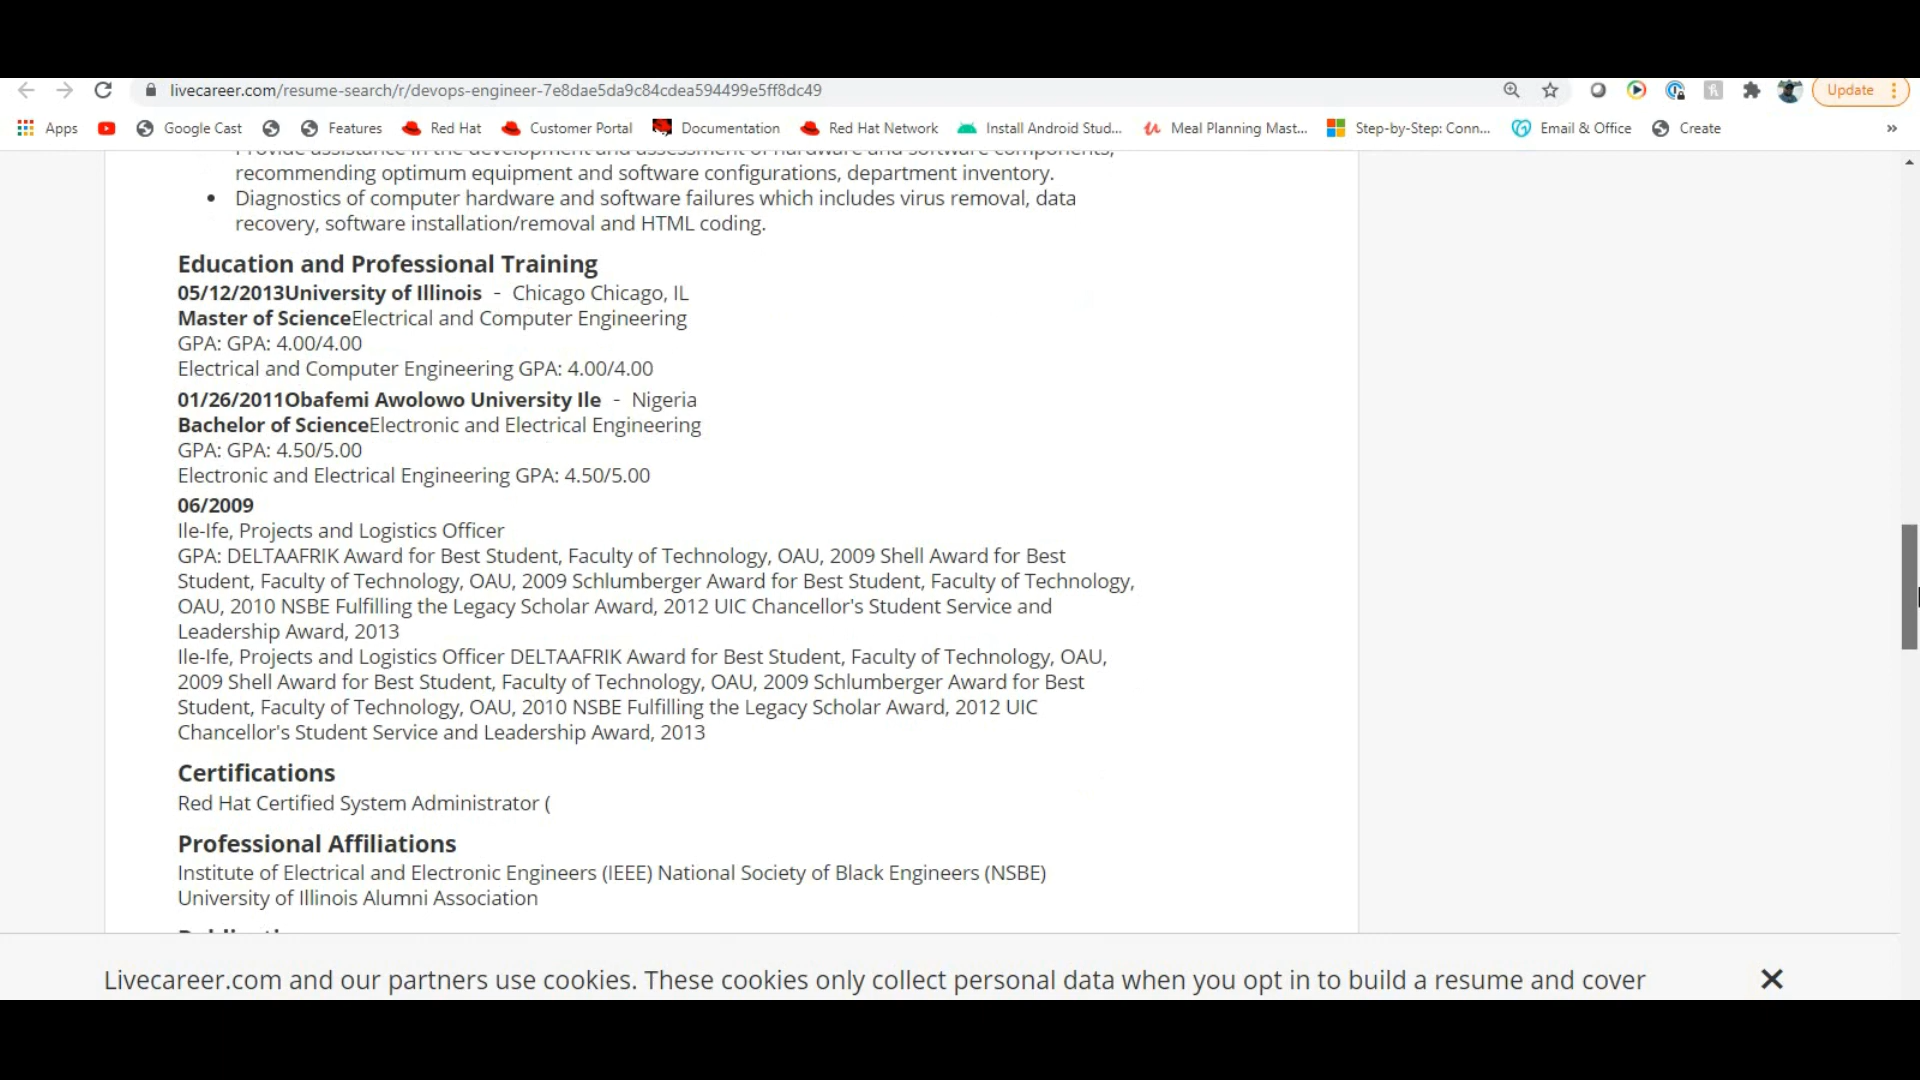 livecareer.com/resume-search/r/devops-engineer-7e8dae5da9c84cdea594499e5ff8dc49
Update
Apps
Google Cast
Features
Red Hat
Customer Portal
Documentation
Red Hat Network
Install Android Stud...
Meal Planning Mast...
Step-by-Step: Conn...
Email & Office
Create
»
Provide assistance in the development and assessment of hardware and software components,
recommending optimum equipment and software configurations, department inventory.
• Diagnostics of computer hardware and software failures which includes virus removal, data
recovery, software installation/removal and HTML coding.
Education and Professional Training
05/12/2013University of Illinois - Chicago Chicago, IL
Master of ScienceElectrical and Computer Engineering
GPA: GPA: 4.00/4.00
Electrical and Computer Engineering GPA: 4.00/4.00
01/26/2011Obafemi Awolowo University Ile - Nigeria
Bachelor of ScienceElectronic and Electrical Engineering
GPA: GPA: 4.50/5.00
Electronic and Electrical Engineering GPA: 4.50/5.00
06/2009
Ile-Ife, Projects and Logistics Officer
GPA: DELTAAFRIK Award for Best Student, Faculty of Technology, OAU, 2009 Shell Award for Best
Student, Faculty of Technology, OAU, 2009 Schlumberger Award for Best Student, Faculty of Technology,
OAU, 2010 NSBE Fulfilling the Legacy Scholar Award, 2012 UIC Chancellor's Student Service and
Leadership Award, 2013
Ile-Ife, Projects and Logistics Officer DELTAAFRIK Award for Best Student, Faculty of Technology, OAU,
2009 Shell Award for Best Student, Faculty of Technology, OAU, 2009 Schlumberger Award for Best
Student, Faculty of Technology, OAU, 2010 NSBE Fulfilling the Legacy Scholar Award, 2012 UIC
Chancellor's Student Service and Leadership Award, 2013
Certifications
Red Hat Certified System Administrator (
Professional Affiliations
Institute of Electrical and Electronic Engineers (IEEE) National Society of Black Engineers (NSBE)
University of Illinois Alumni Association
Livecareer.com and our partners use cookies. These cookies only collect personal data when you opt in to build a resume and cover